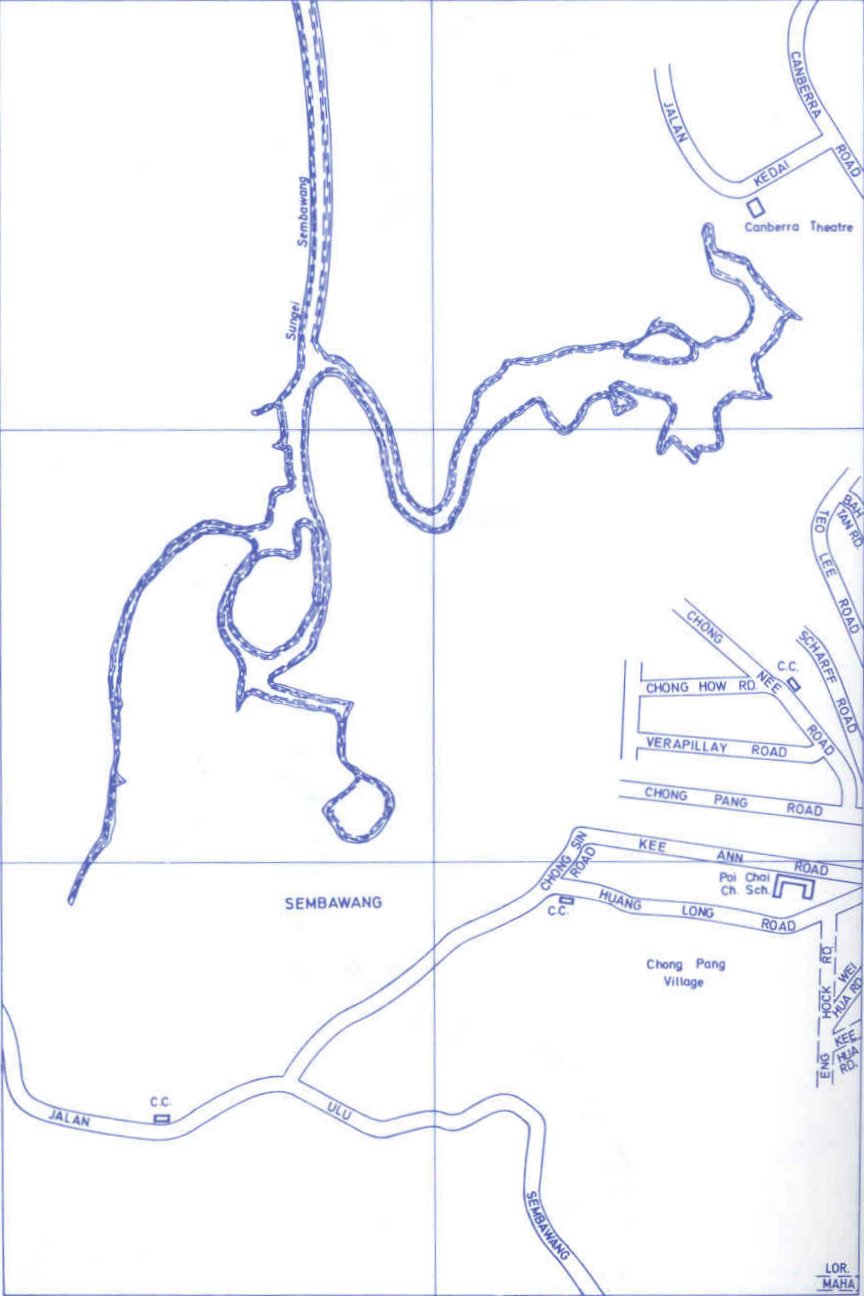 CANBERRA ROAD
JALAN KEDAI
Canberra Theatre
Sungei Sembawang
BAH
TAN RD
TEO LEE ROAD
CHONG NEE ROAD
SCHARFF ROAD
C.C.
CHONG HOW RD.
VERAPILLAY ROAD
CHONG PANG ROAD
CHONG SIN
ROAD
KEE ANN ROAD
Poi Chai
Ch. Sch.
C.C.
HUANG LONG ROAD
SEMBAWANG
Chong Pang
Village
ENG HOCK RD.
WEI
HUA RD.
KEE
HUA
RD.
C.C.
JALAN ULU SEMBAWANG
LOR.
MAHA